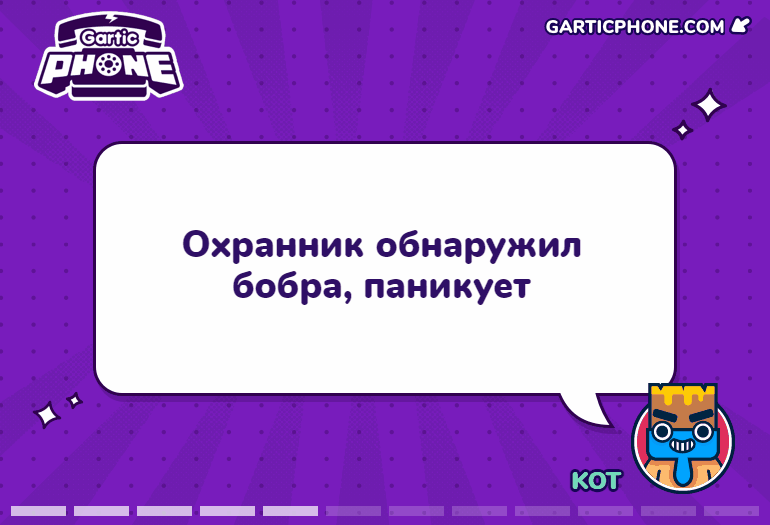 Gartic
PHONE
GARTICPHONE.COM
Охранник обнаружил
бобра, паникует
КОТ